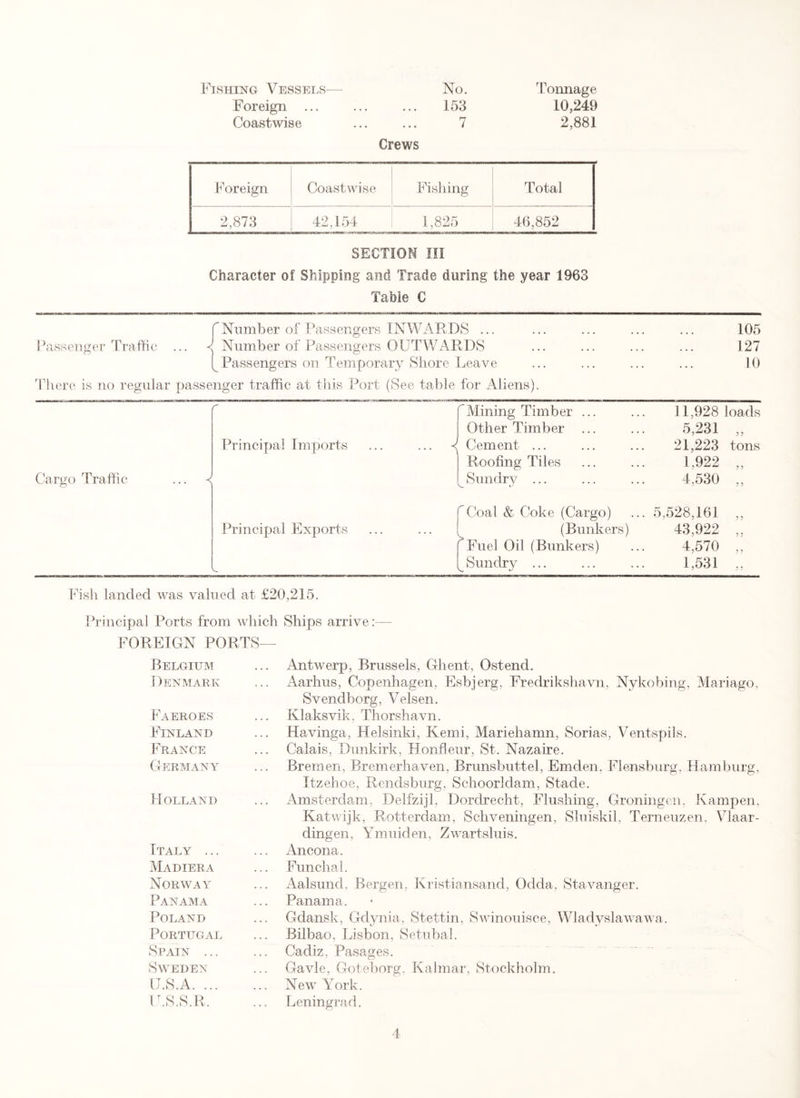 Fishing Vessels— No. Tonnage
Foreign ... ... ... 153 10,249
Coastwise ... ... 7 2,881
Crews
Foreign Coastwise Fishing Total
2,873 42,154 1,825 46,852
SECTION III
Character of Shipping and Trade during the year 1963
Table C
Number of Passengers INWARDS ... ... ... ... ... ... 105
Passenger Traffic ... Number of Passengers OUTWARDS ... ... ... ... 127
Passengers on Temporary Shore Leave ... ... ... ... 10
There is no regular passenger traffic at this Port (See table for Aliens).
Mining Timber ... ... 11,928 loads
Other Timber ... ... 5,231 ,,
Principal Imports ... ... Cement ... ... ... 21,223 tons
Roofing Tiles ... ... 1,922 ,,
Cargo Traffic ... Sundry ... ... ... 4,530 ,,
Coal & Coke (Cargo) ... 5,528,161 ,,
Principal Exports ... ... (Bunkers) 43,922 ,,
Fuel Oil (Bunkers) ... 4,570 ,,
Sundry ... ... ... 1,531 ,,
Fish landed was valued at £20,215.
Principal Ports from which Ships arrive:—
FOREIGN PORTS—
Belgium ... Antwerp, Brussels, Ghent, Ostend.
Denmark ... Aarhus, Copenhagen, Esbjerg, Fredrikshavn, Nykobing, Mariago,
Svendborg, Velsen.
Faeroes ... Klaksvik, Thorshavn.
Finland ... Havinga, Helsinki, Kemi, Mariehamn, Sorias, Ventspils.
France ... Calais, Dunkirk, Honfleur, St. Nazaire.
Germany ... Bremen, Bremerhaven, Brunsbuttel, Emden, Flensburg, Hamburg,
Itzehoe, Rendsburg, Schoorldam, Stade.
Holland ... Amsterdam, Delfzijl, Dordrecht, Flushing, Groningen, Kampen,
Katwijk, Rotterdam, Schveningen, Sluiskil, Terneuzen, Vlaar-
dingen, Ymuiden, Zwartsluis.
Italy ... ... Ancona.
Madiera ... Funchal.
Norway ... Aalsund, Bergen, Kristiansand, Odda, Stavanger.
Panama ... Panama.
Poland ... Gdansk, Gdynia, Stettin, Swinouisce, Wladyslawawa.
Portugal ... Bilbao, Lisbon, Setubal.
Spain ... ... Cadiz, Pasages.
Sweden ... Gavle, Goteborg, Kalmar, Stockholm.
U.S.A. ... ... New York.
U.S.S.R. ... Leningrad.
4